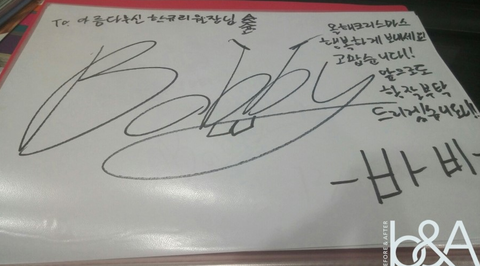 To 아름다우신 한규리 원장님
Bobby
올해크리스마스
행복하게 보내세요!
고맙습니다!
앞으로도
헌잘부탁
드리겠습니다!!
-바비-
b&A
BEFORE & AFTER